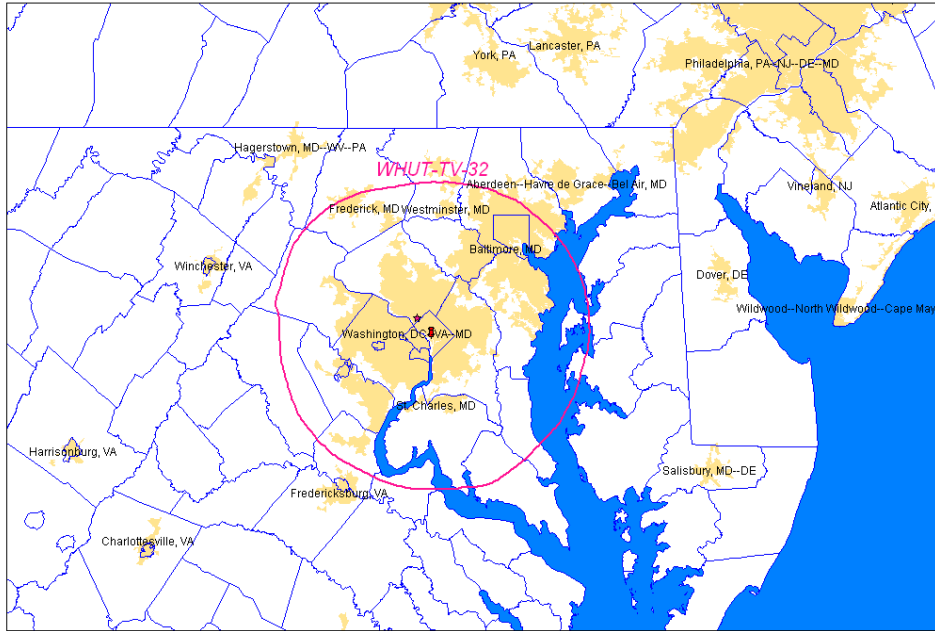 Lancaster, PA
York, PA
Philadelphia, PA--NJ--DE--MD
Hagerstown, MD--WV--PA
WHUT-TV-32
Aberdeen--Havre de Grace--Bel Air, MD
Vineland, NJ
Frederick, MD
Westminster, MD
Atlantic City,
Baltimore, MD
Winchester, VA
Dover, DE
Wildwood--North Wildwood--Cape May
Washington, DC--VA--MD
St. Charles, MD
Harrisonburg, VA
Salisbury, MD--DE
Fredericksburg, VA
Charlottesville, VA